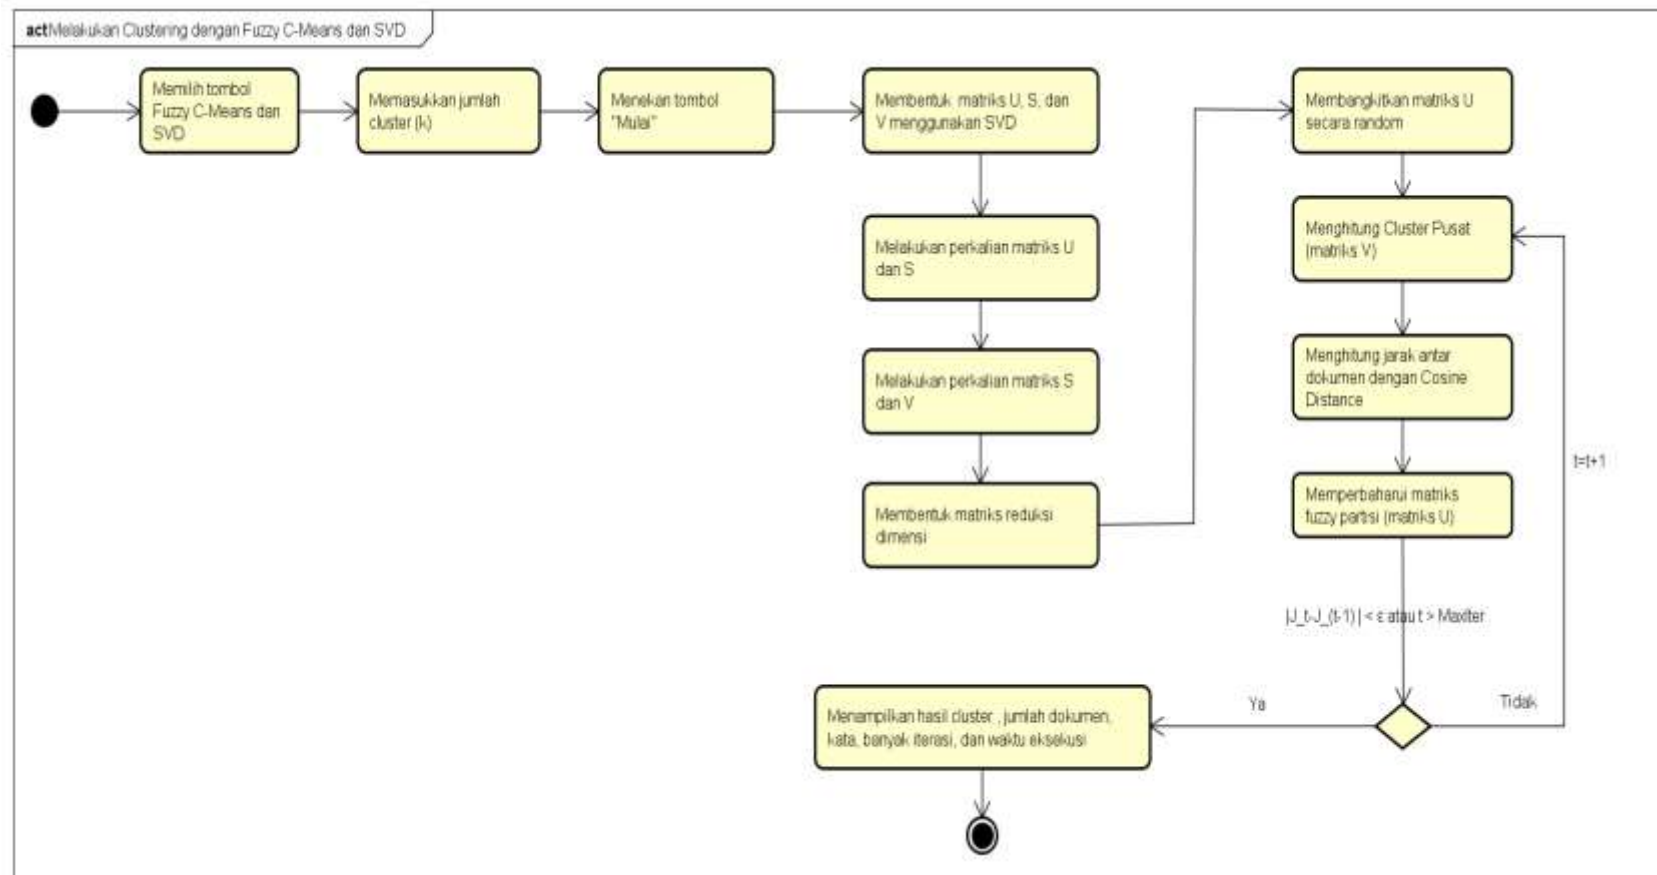 act Melakukan Clustering dengan Fuzzy C-Means dan SVD
Memilih tombol
Fuzzy C-Means dan
SVD
Memasukkan jumlah
cluster (k)
Menekan tombol
"Mulai"
Membentuk matriks U, S, dan
V menggunakan SVD
Melakukan perkalian matriks U
dan S
Melakukan perkalian matriks S
dan V
Membentuk matriks reduksi
dimensi
Membangkitkan matriks U
secara random
Menghitung Cluster Pusat
(matriks V)
Menghitung jarak antar
dokumen dengan Cosine
Distance
Memperbaharui matriks
fuzzy partisi (matriks U)
t=t+1
|J_t-J_(t-1)| < ε atau t > MaxIter
Ya
Tidak
Menampilkan hasil cluster , jumlah dokumen,
kata, banyak iterasi, dan waktu eksekusi